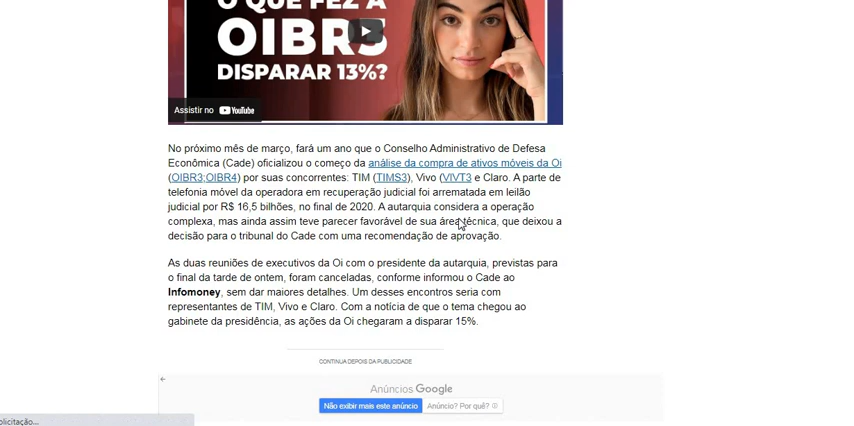 O QUE FEZ A
OIBR3
DISPARAR 13%?
Assistir no YouTube
No próximo mês de março, fará um ano que o Conselho Administrativo de Defesa
Econômica (Cade) oficializou o começo da análise da compra de ativos móveis da Oi
(OIBR3;OIBR4) por suas concorrentes: TIM (TIMS3), Vivo (VIVT3 e Claro. A parte de
telefonia móvel da operadora em recuperação judicial foi arrematada em leilão
judicial por R$ 16,5 bilhões, no final de 2020. A autarquia considera a operação
complexa, mas ainda assim teve parecer favorável de sua área técnica, que deixou a
decisão para o tribunal do Cade com uma recomendação de aprovação.
As duas reuniões de executivos da Oi com o presidente da autarquia, previstas para
o final da tarde de ontem, foram canceladas, conforme informou o Cade ao
Infomoney, sem dar maiores detalhes. Um desses encontros seria com
representantes de TIM, Vivo e Claro. Com a notícia de que o tema chegou ao
gabinete da presidência, as ações da Oi chegaram a disparar 15%.
CONTINUA DEPOIS DA PUBLICIDADE
Anúncios Google
Não exibir mais este anúncio
Anúncio? Por quê?
olicitação...